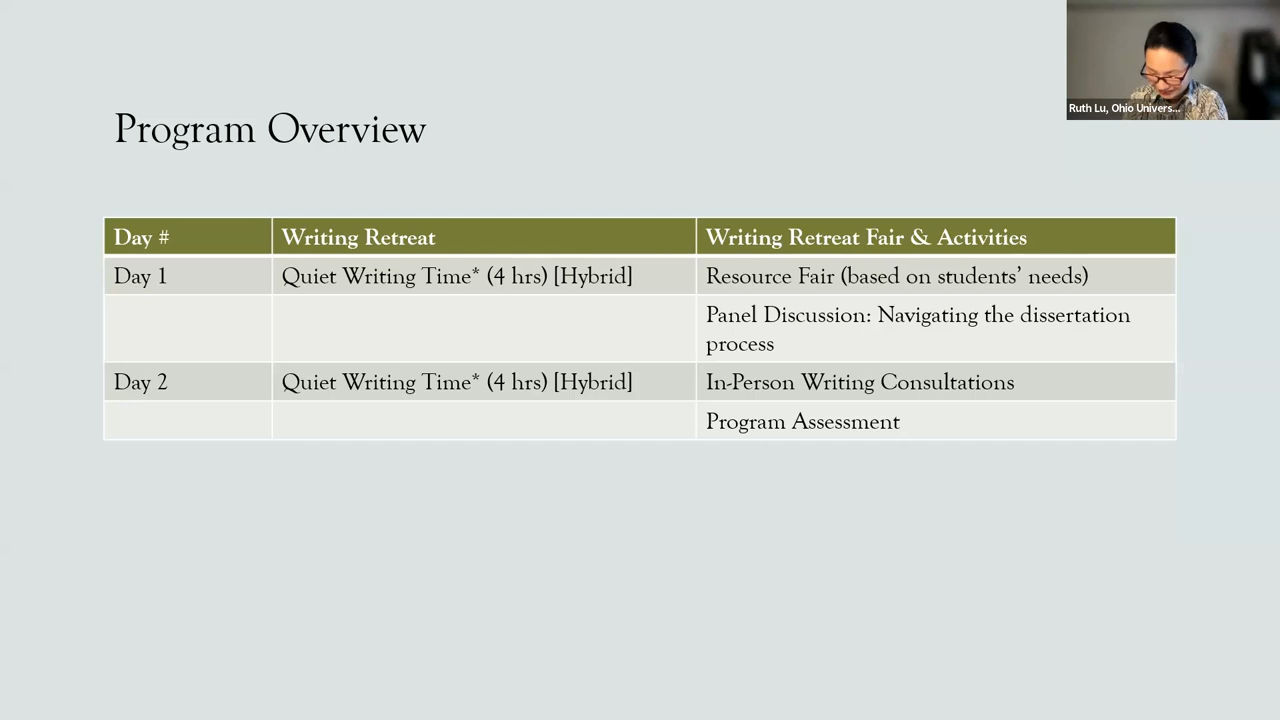 Ruth Lu, Ohio Univers...
Program Overview
Day # Writing Retreat Writing Retreat Fair & Activities
Day 1 Quiet Writing Time* (4 hrs) [Hybrid] Resource Fair (based on students’ needs)
Panel Discussion: Navigating the dissertation
process
Day 2 Quiet Writing Time* (4 hrs) [Hybrid] In-Person Writing Consultations
Program Assessment